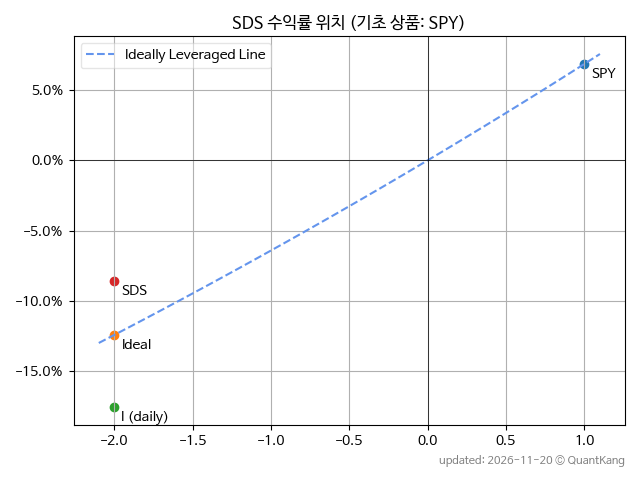 SDS 수익률 위치 (기초 상품: SPY)
Ideally Leveraged Line
SPY
5.0%
0.0%
−5.0%
−10.0%
−15.0%
SDS
Ideal
I (daily)
−2.0 −1.5 −1.0 −0.5 0.0 0.5 1.0
updated: 2026-11-20 © QuantKang